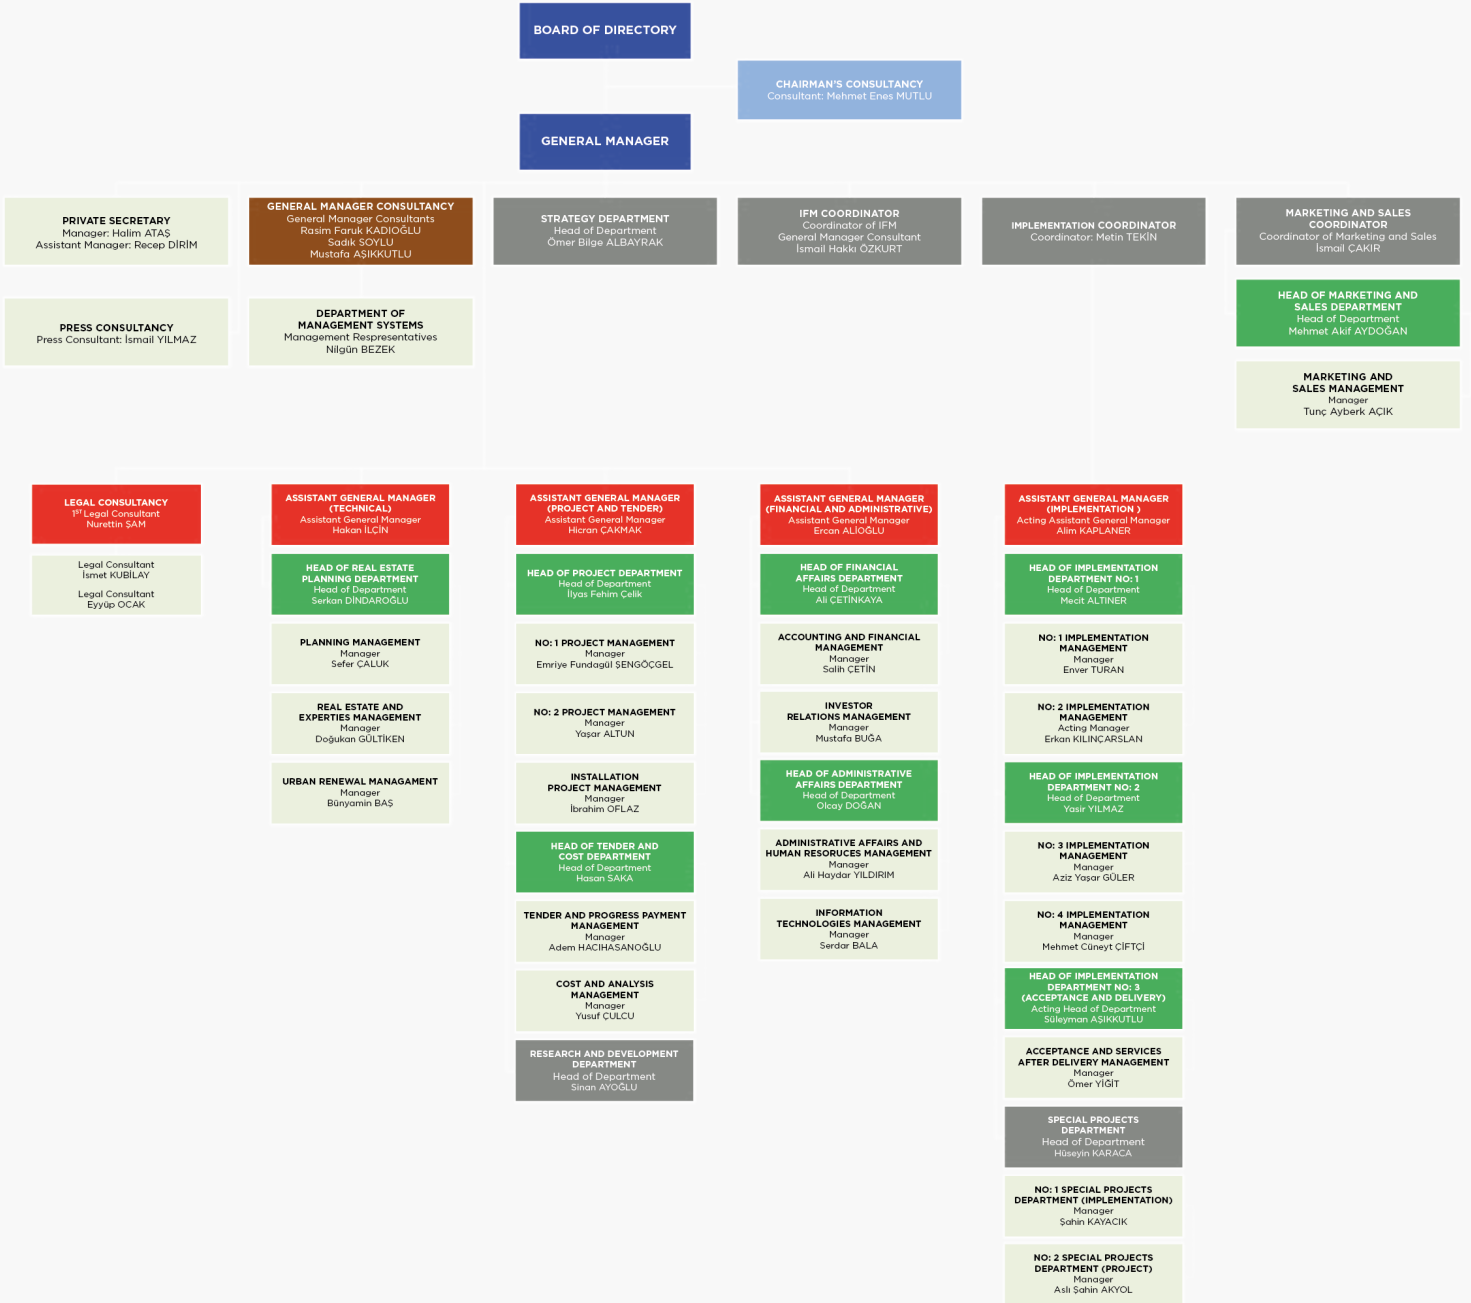 BOARD OF DIRECTORY
CHAIRMAN'S CONSULTANCY
Consultant: Mehmet Enes MUTLU
GENERAL MANAGER
PRIVATE SECRETARY
Manager: Halim ATAŞ
Assistant Manager: Recep DİRİM
GENERAL MANAGER CONSULTANCY
General Manager Consultants
Rasim Faruk KADIOĞLU
Sadık SOYLU
Mustafa AŞIKKUTLU
STRATEGY DEPARTMENT
Head of Department
Ömer Bilge ALBAYRAK
IFM COORDINATOR
Coordinator of IFM
General Manager Consultant
İsmail Hakkı ÖZKURT
IMPLEMENTATION COORDINATOR
Coordinator: Metin TEKİN
MARKETING AND SALES
COORDINATOR
Coordinator of Marketing and Sales
İsmail ÇAKIR
PRESS CONSULTANCY
Press Consultant: İsmail YILMAZ
DEPARTMENT OF
MANAGEMENT SYSTEMS
Management Respresentatives
Nilgün BEZEK
HEAD OF MARKETING AND
SALES DEPARTMENT
Head of Department
Mehmet Akif AYDOĞAN
MARKETING AND
SALES MANAGEMENT
Manager
Tunç Ayberk AÇIK
LEGAL CONSULTANCY
1ST Legal Consultant
Nurettin ŞAM
Legal Consultant
İsmet KUBİLAY
Legal Consultant
Eyyüp OCAK
ASSISTANT GENERAL MANAGER
(TECHNICAL)
Assistant General Manager
Hakan İLÇİN
HEAD OF REAL ESTATE
PLANNING DEPARTMENT
Head of Department
Serkan DİNDAROĞLU
PLANNING MANAGEMENT
Manager
Sefer ÇALUK
REAL ESTATE AND
EXPERTIES MANAGEMENT
Manager
Doğukan GÜLTİKEN
URBAN RENEWAL MANAGAMENT
Manager
Bünyamin BAŞ
ASSISTANT GENERAL MANAGER
(PROJECT AND TENDER)
Assistant General Manager
Hicran ÇAKMAK
HEAD OF PROJECT DEPARTMENT
Head of Department
İlyas Fehim Çelik
NO: 1 PROJECT MANAGEMENT
Manager
Emriye Fundagül ŞENGÖÇGEL
NO: 2 PROJECT MANAGEMENT
Manager
Yaşar ALTUN
INSTALLATION
PROJECT MANAGEMENT
Manager
İbrahim OFLAZ
HEAD OF TENDER AND
COST DEPARTMENT
Head of Department
Hasan SAKA
TENDER AND PROGRESS PAYMENT
MANAGEMENT
Manager
Adem HACIHASANOĞLU
COST AND ANALYSIS
MANAGEMENT
Manager
Yusuf ÇULCU
RESEARCH AND DEVELOPMENT
DEPARTMENT
Head of Department
Sinan AYOĞLU
ASSISTANT GENERAL MANAGER
(FINANCIAL AND ADMINISTRATIVE)
Assistant General Manager
Ercan ALİOĞLU
HEAD OF FINANCIAL
AFFAIRS DEPARTMENT
Head of Department
Ali ÇETİNKAYA
ACCOUNTING AND FINANCIAL
MANAGEMENT
Manager
Salih ÇETİN
INVESTOR
RELATIONS MANAGEMENT
Manager
Mustafa BUĞA
HEAD OF ADMINISTRATIVE
AFFAIRS DEPARTMENT
Head of Department
Olcay DOĞAN
ADMINISTRATIVE AFFAIRS AND
HUMAN RESORUCES MANAGEMENT
Manager
Ali Haydar YILDIRIM
INFORMATION
TECHNOLOGIES MANAGEMENT
Manager
Serdar BALA
ASSISTANT GENERAL MANAGER
(IMPLEMENTATION )
Acting Assistant General Manager
Alim KAPLANER
HEAD OF IMPLEMENTATION
DEPARTMENT NO: 1
Head of Department
Mecit ALTINER
NO: 1 IMPLEMENTATION
MANAGEMENT
Manager
Enver TURAN
NO: 2 IMPLEMENTATION
MANAGEMENT
Acting Manager
Erkan KILINÇARSLAN
HEAD OF IMPLEMENTATION
DEPARTMENT NO: 2
Head of Department
Yasir YILMAZ
NO: 3 IMPLEMENTATION
MANAGEMENT
Manager
Aziz Yaşar GÜLER
NO: 4 IMPLEMENTATION
MANAGEMENT
Manager
Mehmet Cüneyt ÇİFTÇİ
HEAD OF IMPLEMENTATION
DEPARTMENT NO: 3
(ACCEPTANCE AND DELIVERY)
Acting Head of Department
Süleyman AŞIKKUTLU
ACCEPTANCE AND SERVICES
AFTER DELIVERY MANAGEMENT
Manager
Ömer YİĞİT
SPECIAL PROJECTS
DEPARTMENT
Head of Department
Hüseyin KARACA
NO: 1 SPECIAL PROJECTS
DEPARTMENT (IMPLEMENTATION)
Manager
Şahin KAYACIK
NO: 2 SPECIAL PROJECTS
DEPARTMENT (PROJECT)
Manager
Aslı Şahin AKYOL